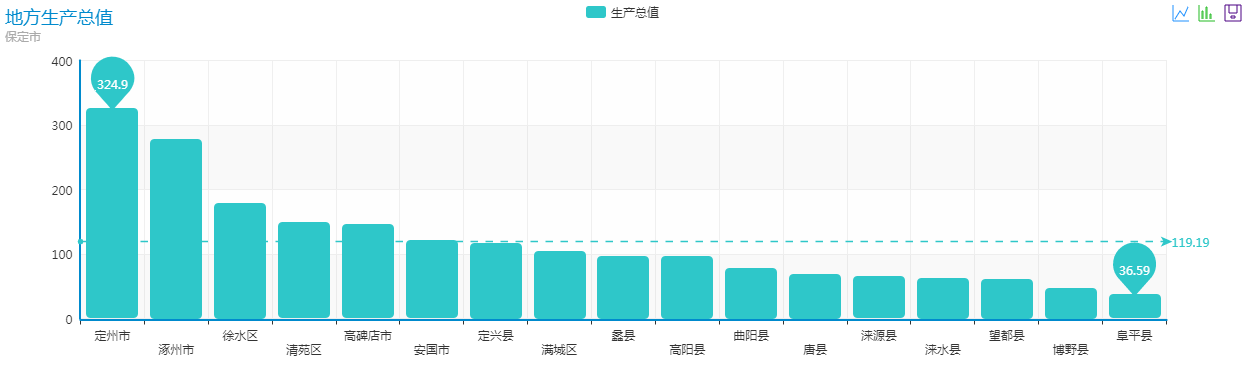 地方生产总值
保定市
生产总值
400
300
200
100
0
324.9
119.19
36.59
定州市
涿州市
徐水区
清苑区
高碑店市
安国市
定兴县
满城区
蠡县
高阳县
曲阳县
唐县
涞源县
涞水县
望都县
博野县
阜平县